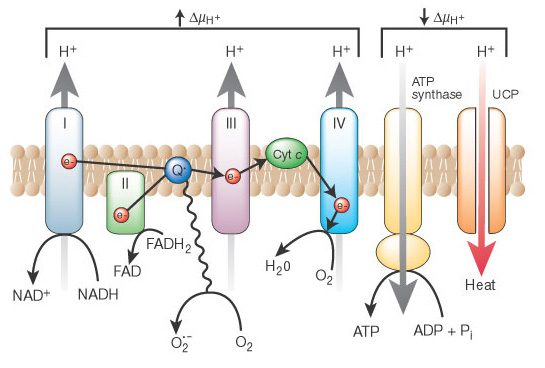 ↑ ΔμH⁺
↓ ΔμH⁺
H⁺
H⁺
H⁺
H⁺
H⁺
ATP
synthase
UCP
I
III
IV
Cyt c
e-
Q·
II
e-
e-
e-
FADH₂
FAD
H₂0
O₂
NAD⁺
NADH
Heat
O₂·̄
O₂
ATP
ADP + Pᵢ